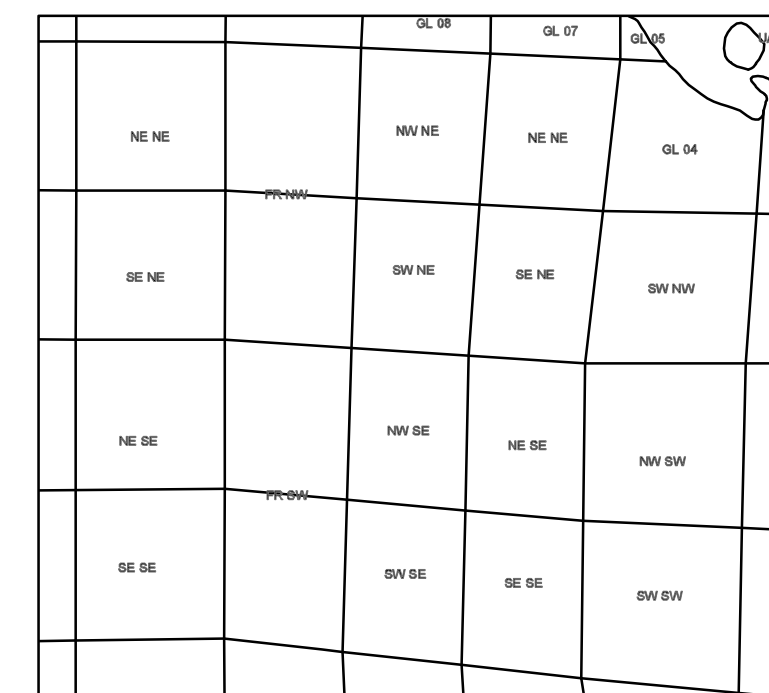 GL 08
GL 07
GL 05
NE NE
NW NE
NE NE
GL 04
FR NW
SE NE
SW NE
SE NE
SW NW
NE SE
NW SE
NE SE
NW SW
FR SW
SE SE
SW SE
SE SE
SW SW